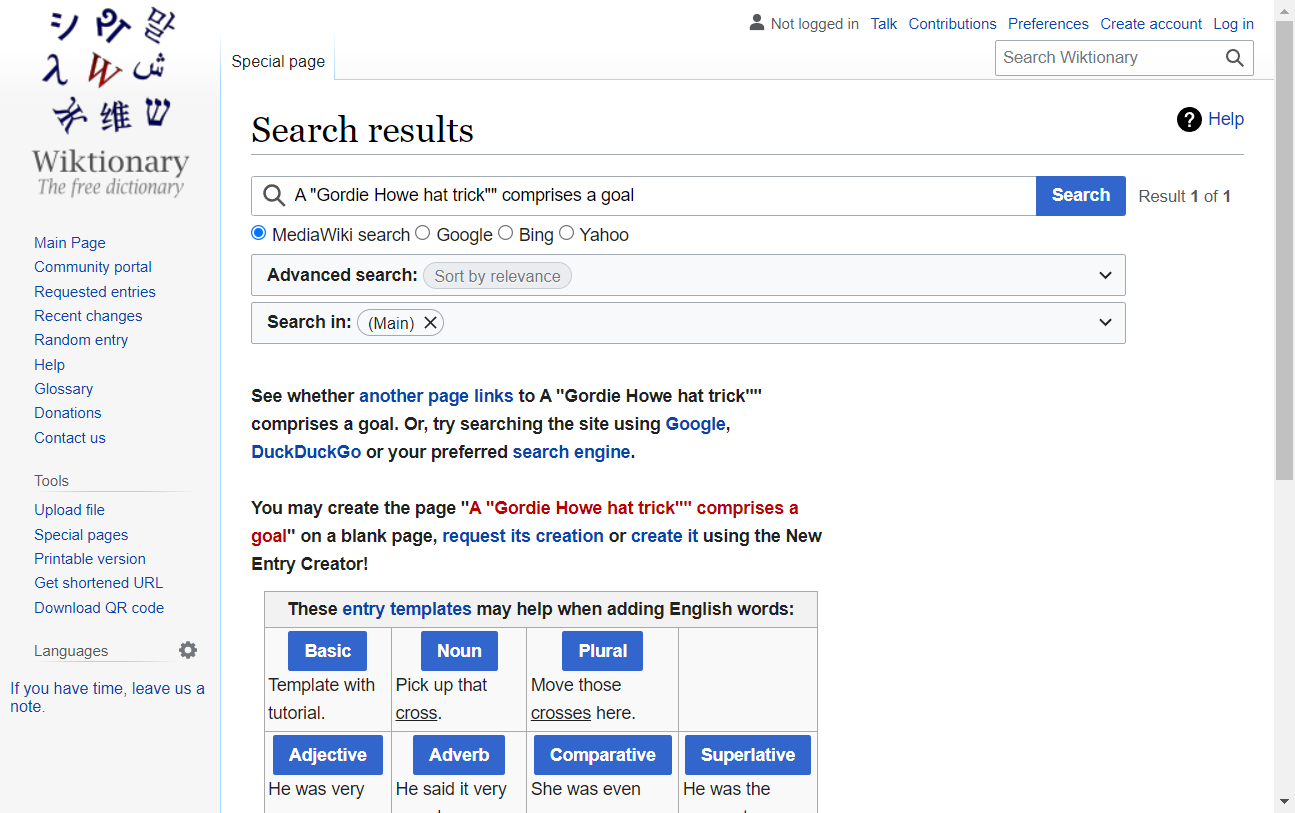 Wiktionary
The free dictionary
Not logged in Talk Contributions Preferences Create account Log in
Special page
Search Wiktionary
Search results
Help
A "Gordie Howe hat trick"" comprises a goal
Search
Result 1 of 1
MediaWiki search Google Bing Yahoo
Advanced search: Sort by relevance
Search in: (Main)
Main Page
Community portal
Requested entries
Recent changes
Random entry
Help
Glossary
Donations
Contact us
Tools
Upload file
Special pages
Printable version
Get shortened URL
Download QR code
Languages
If you have time, leave us a
note.
See whether another page links to A "Gordie Howe hat trick""
comprises a goal. Or, try searching the site using Google,
DuckDuckGo or your preferred search engine.
You may create the page "A "Gordie Howe hat trick"" comprises a
goal" on a blank page, request its creation or create it using the New
Entry Creator!
These entry templates may help when adding English words:
Basic
Template with
tutorial.
Noun
Pick up that
cross.
Plural
Move those
crosses here.
Adjective
He was very
Adverb
He said it very
Comparative
She was even
Superlative
He was the